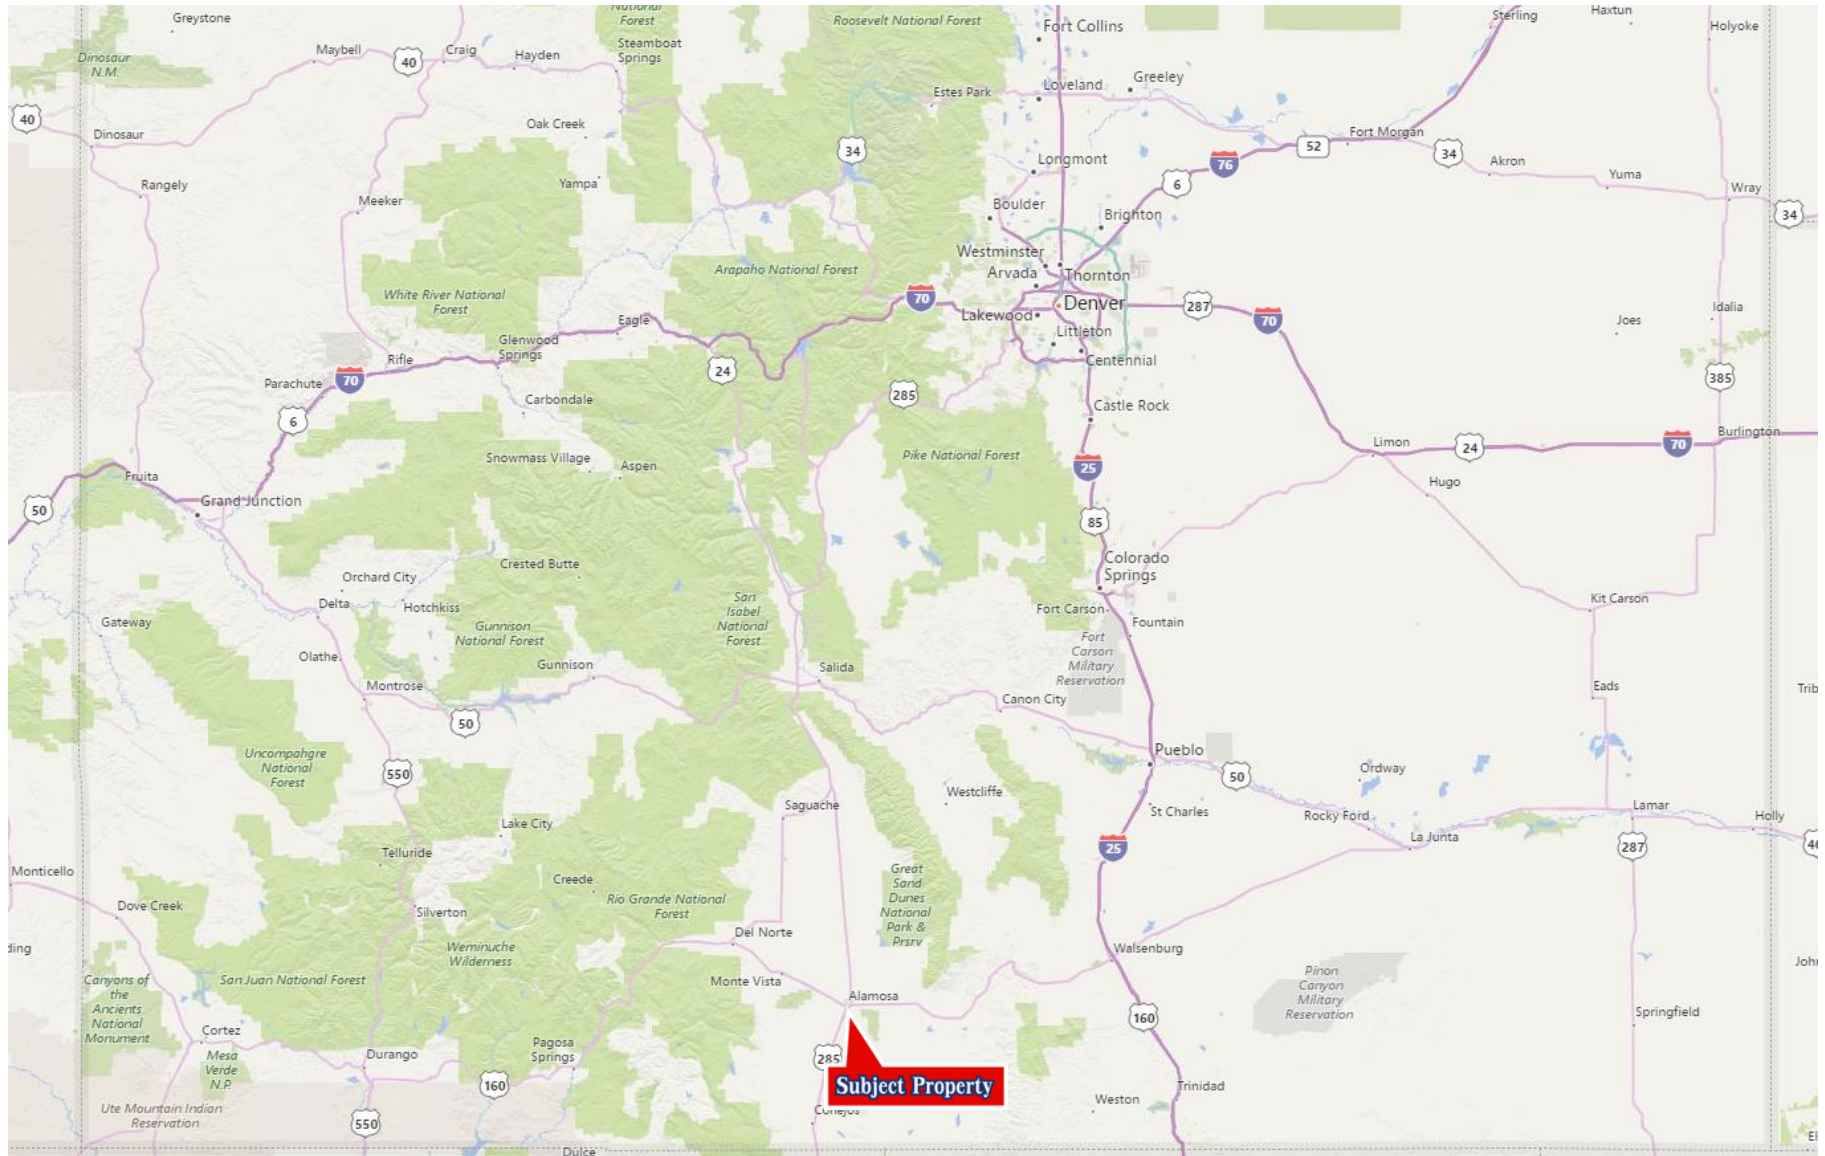 Greystone
National
Forest
Roosevelt National Forest
Fort Collins
Sterling
Haxtun
Holyoke
Maybell
40
Craig
Hayden
Steamboat
Springs
Dinosaur
N.M.
Estes Park
Loveland
Greeley
40
Dinosaur
Oak Creek
34
Longmont
76
52
Fort Morgan
34
Akron
Yuma
Wray
34
Rangely
Meeker
Yampa
6
Boulder
Brighton
Westminster
Arvada
Thornton
Arapaho National Forest
White River National
Forest
70
Lakewood
Denver
287
70
Littleton
Centennial
Joes
Idalia
Eagle
Glenwood
Springs
Rifle
Parachute
70
6
24
285
385
Carbondale
Castle Rock
Snowmass Village
Aspen
Pike National Forest
25
Limon
24
70
Burlington
Hugo
Fruita
Grand Junction
50
85
Colorado
Springs
Crested Butte
Orchard City
Delta
Hotchkiss
Gateway
Gunnison
National Forest
San
Isabel
National
Forest
Fort Carson
Fountain
Fort
Carson
Military
Reservation
Kit Carson
Olathe
Gunnison
Salida
Montrose
50
Canon City
Eads
Trib
Uncompahgre
National
Forest
550
Pueblo
50
Ordway
Westcliffe
Saguache
St Charles
Rocky Ford
Lamar
Holly
Lake City
25
La Junta
287
Telluride
Monticello
Creede
Rio Grande National
Forest
Great
Sand
Dunes
National
Park &
Prsrv
Dove Creek
Silverton
Weminuche
Wilderness
Del Norte
Walsenburg
ding
Canyons of
the
Ancients
National
Monument
San Juan National Forest
Monte Vista
Alamosa
Pinon
Canyon
Military
Reservation
John
160
Springfield
Cortez
Mesa
Verde
N.P.
Durango
Pagosa
Springs
160
285
Subject Property
Conejos
Weston
Trinidad
Ute Mountain Indian
Reservation
550
Dulce
El